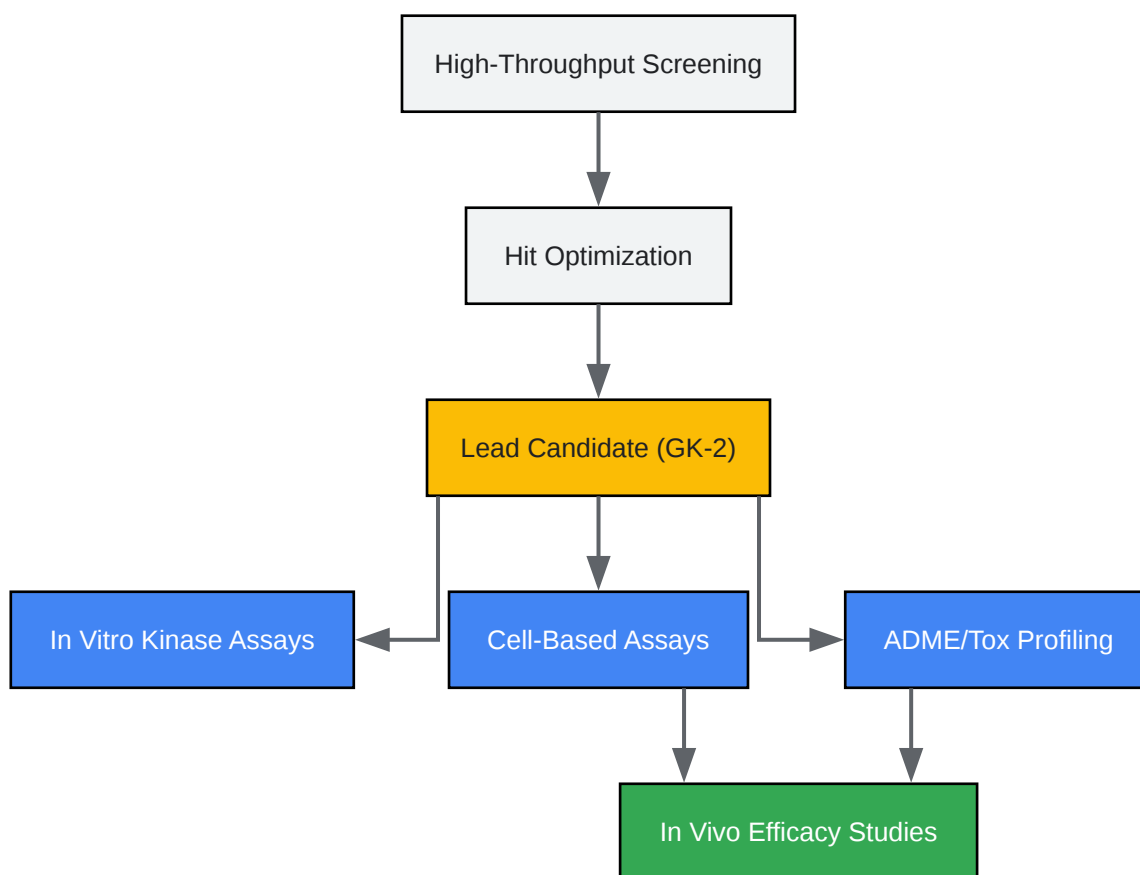 High-Throughput Screening
Hit Optimization
Lead Candidate (GK-2)
In Vitro Kinase Assays
Cell-Based Assays
ADME/Tox Profiling
In Vivo Efficacy Studies